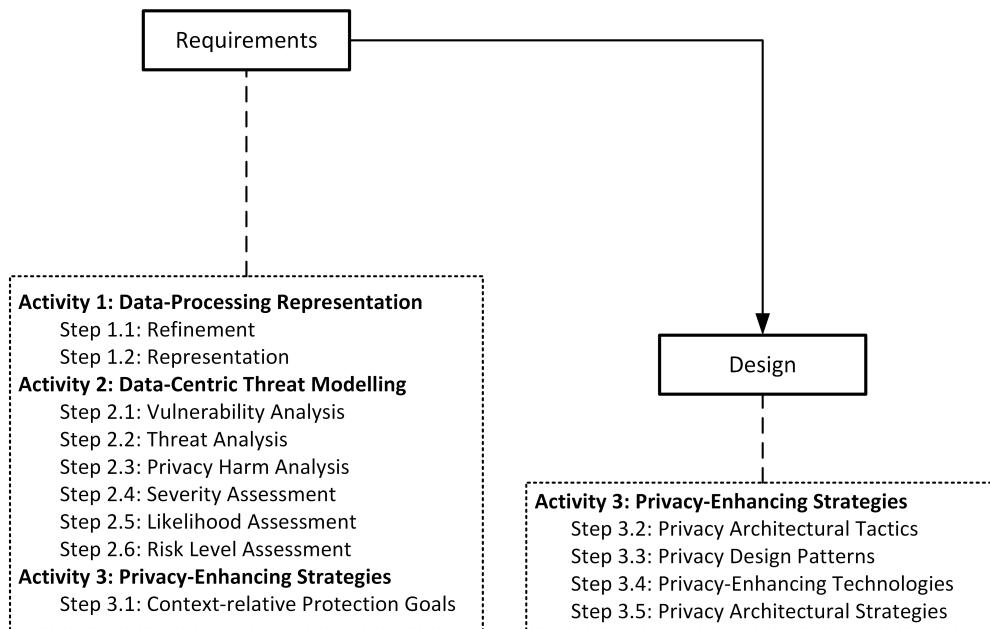 Requirements
Activity 1: Data-Processing Representation
Step 1.1: Refinement
Step 1.2: Representation
Activity 2: Data-Centric Threat Modelling
Step 2.1: Vulnerability Analysis
Step 2.2: Threat Analysis
Step 2.3: Privacy Harm Analysis
Step 2.4: Severity Assessment
Step 2.5: Likelihood Assessment
Step 2.6: Risk Level Assessment
Activity 3: Privacy-Enhancing Strategies
Step 3.1: Context-relative Protection Goals
Design
Activity 3: Privacy-Enhancing Strategies
Step 3.2: Privacy Architectural Tactics
Step 3.3: Privacy Design Patterns
Step 3.4: Privacy-Enhancing Technologies
Step 3.5: Privacy Architectural Strategies